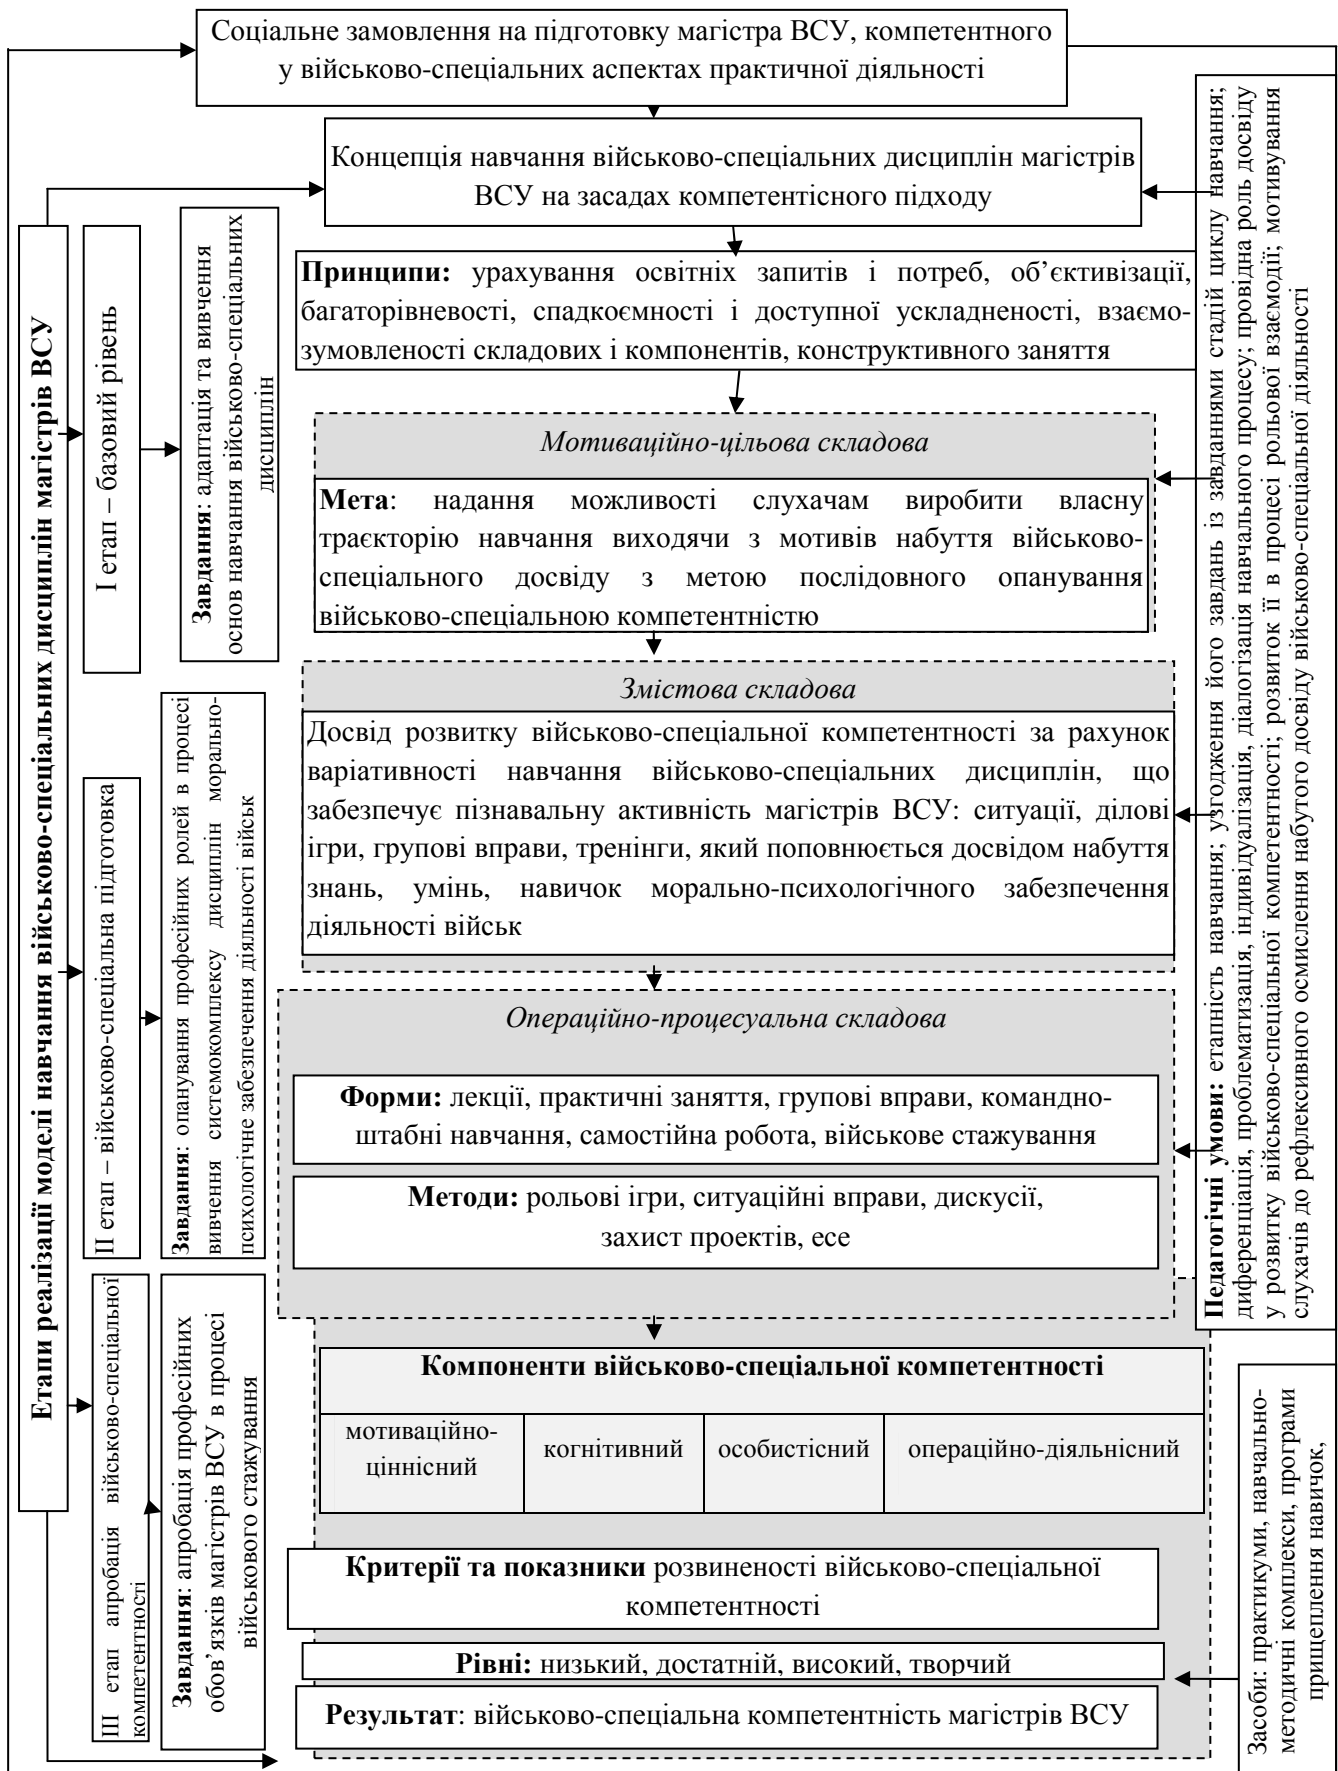 Соціальне замовлення на підготовку магістра ВСУ, компетентного
у військово-спеціальних аспектах практичної діяльності
Концепція навчання військово-спеціальних дисциплін магістрів
ВСУ на засадах компетентісного підходу
Принципи: урахування освітніх запитів і потреб, об’єктивізації,
багаторівневості, спадкоємності і доступної ускладненості, взаємо-
зумовленості складових і компонентів, конструктивного заняття
Мотиваційно-цільова складова
Мета: надання можливості слухачам виробити власну
траєкторію навчання виходячи з мотивів набуття військово-
спеціального досвіду з метою послідовного опанування
військово-спеціальною компетентністю
Змістова складова
Досвід розвитку військово-спеціальної компетентності за рахунок
варіативності навчання військово-спеціальних дисциплін, що
забезпечує пізнавальну активність магістрів ВСУ: ситуації, ділові
ігри, групові вправи, тренінги, який поповнюється досвідом набуття
знань, умінь, навичок морально-психологічного забезпечення
діяльності військ
Операційно-процесуальна складова
Форми: лекції, практичні заняття, групові вправи, командно-
штабні навчання, самостійна робота, військове стажування
Методи: рольові ігри, ситуаційні вправи, дискусії,
захист проектів, есе
Компоненти військово-спеціальної компетентності
мотиваційно-
ціннісний
когнітивний
особистісний
операційно-діяльнісний
Критерії та показники розвиненості військово-спеціальної
компетентності
Рівні: низький, достатній, високий, творчий
Результат: військово-спеціальна компетентність магістрів ВСУ
Етапи реалізації моделі навчання військово-спеціальних дисциплін магістрів ВСУ
І етап – базовий рівень
Завдання: адаптація та вивчення
основ навчання військово-спеціальних
дисциплін
ІІ етап – військово-спеціальна підготовка
Завдання: опанування професійних ролей в процесі
вивчення системокомплексу дисциплін морально-
психологічне забезпечення діяльності військ
ІІІ етап апробація військово-спеціальної
компетентності
Завдання: апробація професійних
обов’язків магістрів ВСУ в процесі
військового стажування
Педагогічні умови: етапність навчання; узгодження його завдань із завданнями стадій циклу навчання;
диференціація, проблематизація, індивідуалізація, діалогізація навчального процесу; провідна роль досвіду
у розвитку військово-спеціальної компетентності; розвиток її в процесі рольової взаємодії; мотивування
слухачів до рефлексивного осмислення набутого досвіду військово-спеціальної діяльності
Засоби: практикуми, навчально-
методичні комплекси, програми
прищеплення навичок,